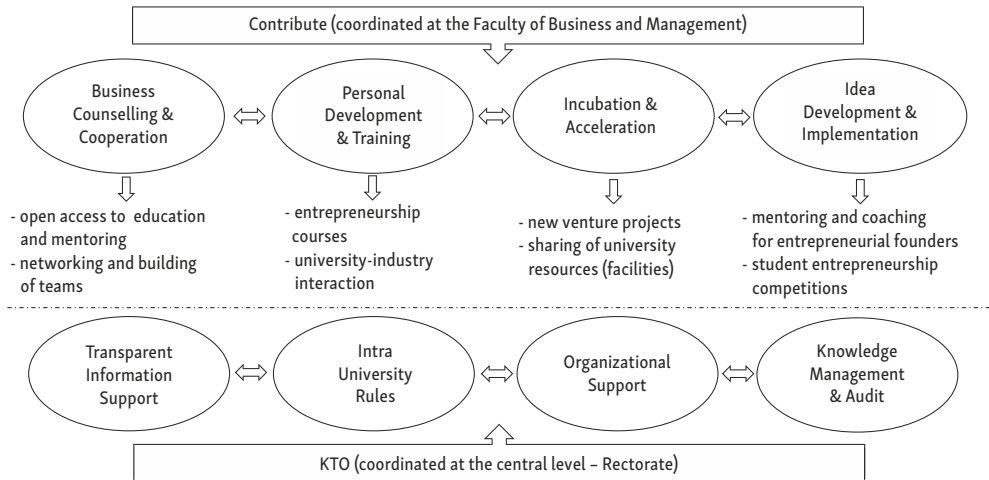 Contribute (coordinated at the Faculty of Business and Management)
Business
Counselling &
Cooperation
Personal
Development
& Training
Incubation &
Acceleration
Idea
Development &
Implementation
- open access to education
and mentoring
- networking and building
of teams
- entrepreneurship
courses
- university-industry
interaction
- new venture projects
- sharing of university
resources (facilities)
- mentoring and coaching
for entrepreneurial founders
- student entrepreneurship
competitions
Transparent
Information
Support
Intra
University
Rules
Organizational
Support
Knowledge
Management
& Audit
KTO (coordinated at the central level – Rectorate)